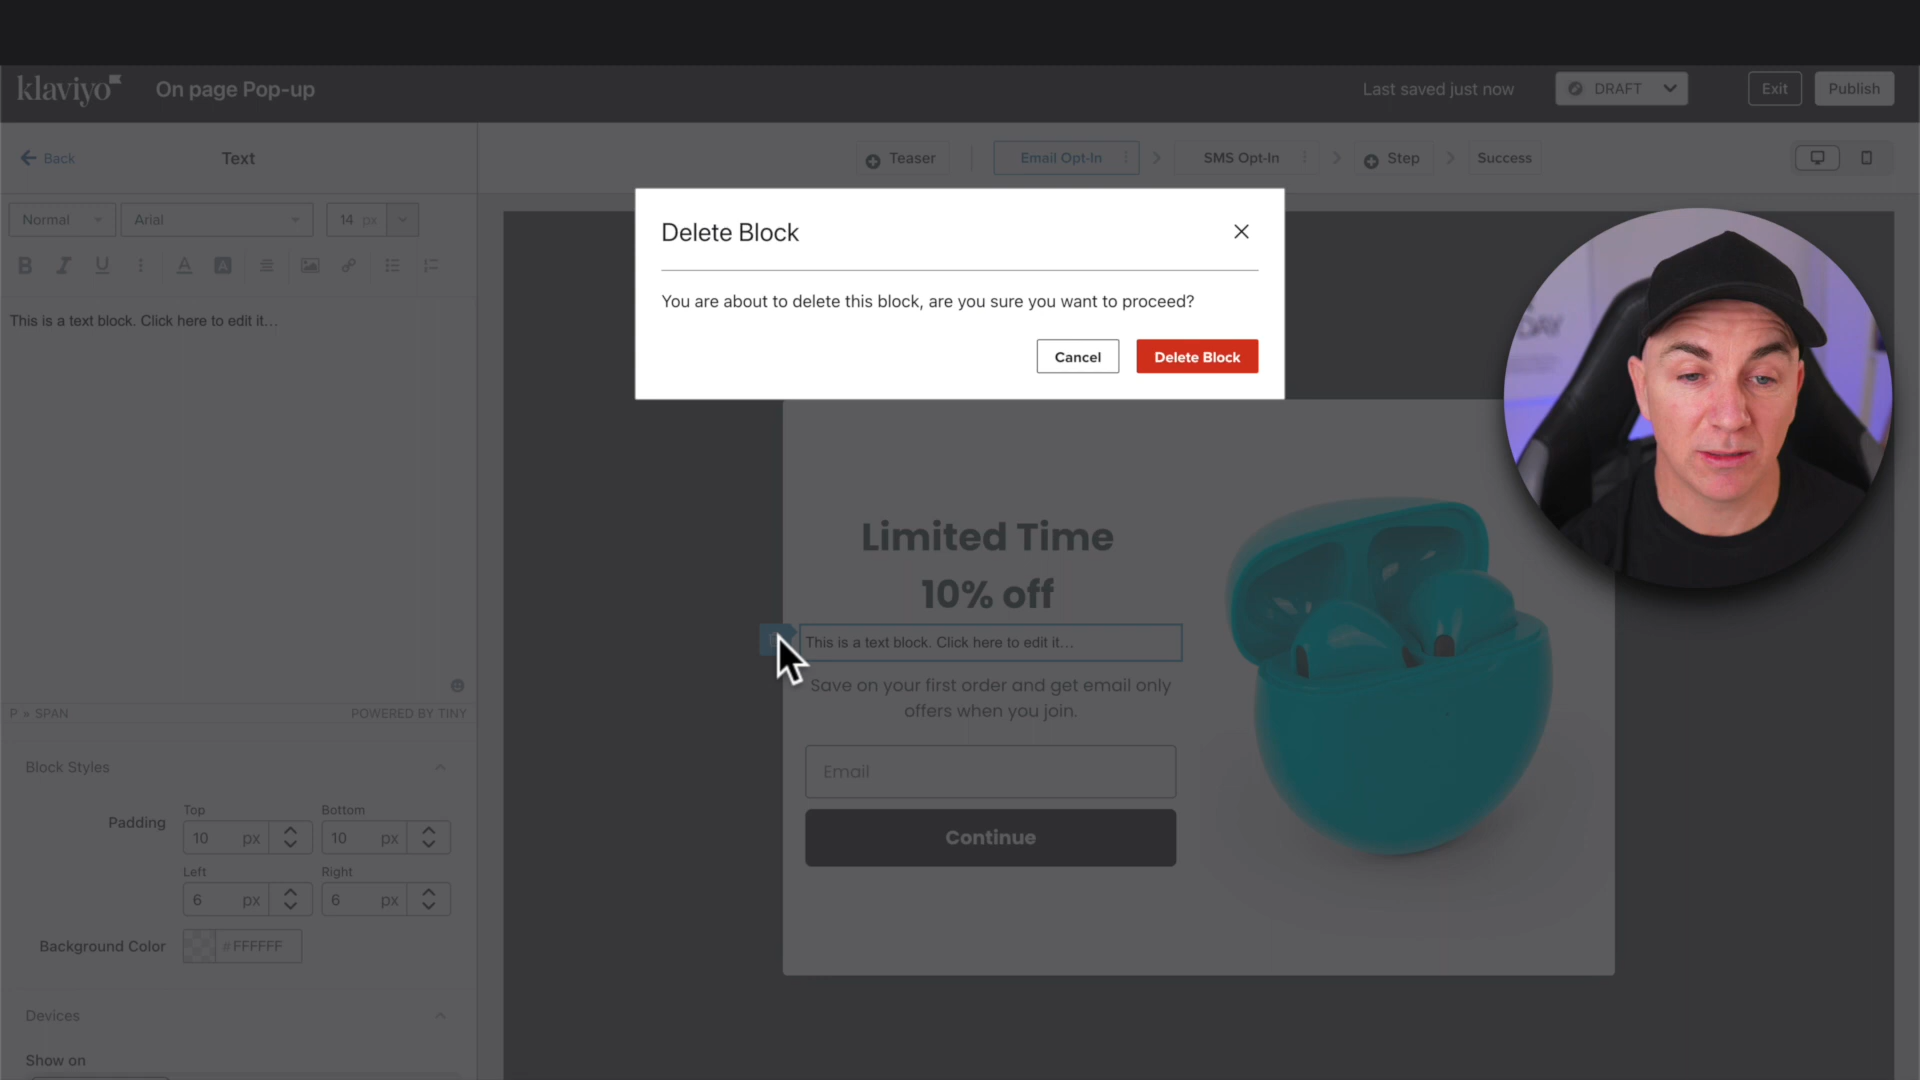 klaviyo
On page Pop-up
Last saved just now
DRAFT
Exit
Publish
Back
Text
Teaser
Email Opt-In
SMS Opt-In
Step
Success
Normal
Arial
14 px
B I U A A
This is a text block. Click here to edit it...
P » SPAN
POWERED BY TINY
Block Styles
Padding
Top
10 px
Bottom
10 px
Left
6 px
Right
6 px
Background Color
# FFFFFF
Devices
Show on
Delete Block
You are about to delete this block, are you sure you want to proceed?
Cancel
Delete Block
Limited Time
10% off
This is a text block. Click here to edit it...
Save on your first order and get email only
offers when you join.
Email
Continue